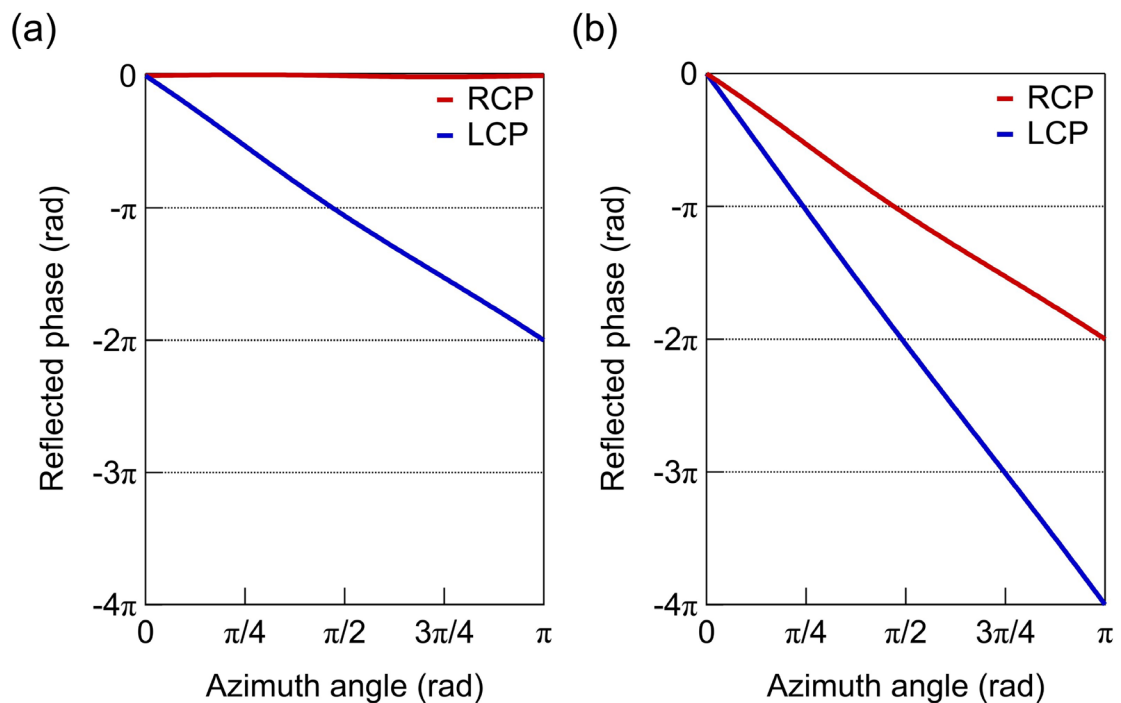 (a)
0
-π
-2π
-3π
-4π
Reflected phase (rad)
RCP
LCP
0
π/4
π/2
3π/4
π
Azimuth angle (rad)
(b)
0
-π
-2π
-3π
-4π
Reflected phase (rad)
RCP
LCP
0
π/4
π/2
3π/4
π
Azimuth angle (rad)